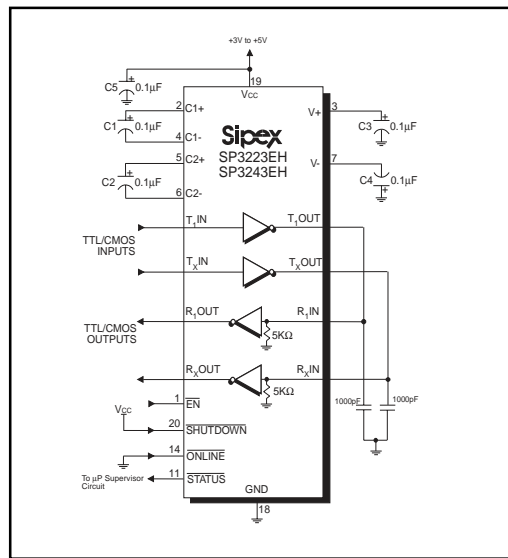 +3V to +5V
19
VCC
C5 + 0.1µF
2 C1+
C1 + 0.1µF
4 C1-
5 C2+
C2 + 0.1µF
6 C2-
Sipex
SP3223EH
SP3243EH
V+ 3
C3 + 0.1µF
V- 7
C4 0.1µF +
TTL/CMOS
INPUTS
T1IN T1OUT
TXIN TXOUT
TTL/CMOS
OUTPUTS
R1OUT R1IN
5KΩ
RXOUT RXIN
5KΩ
1000pF 1000pF
1 EN
VCC
20 SHUTDOWN
14 ONLINE
To µP Supervisor
Circuit
11 STATUS
GND
18